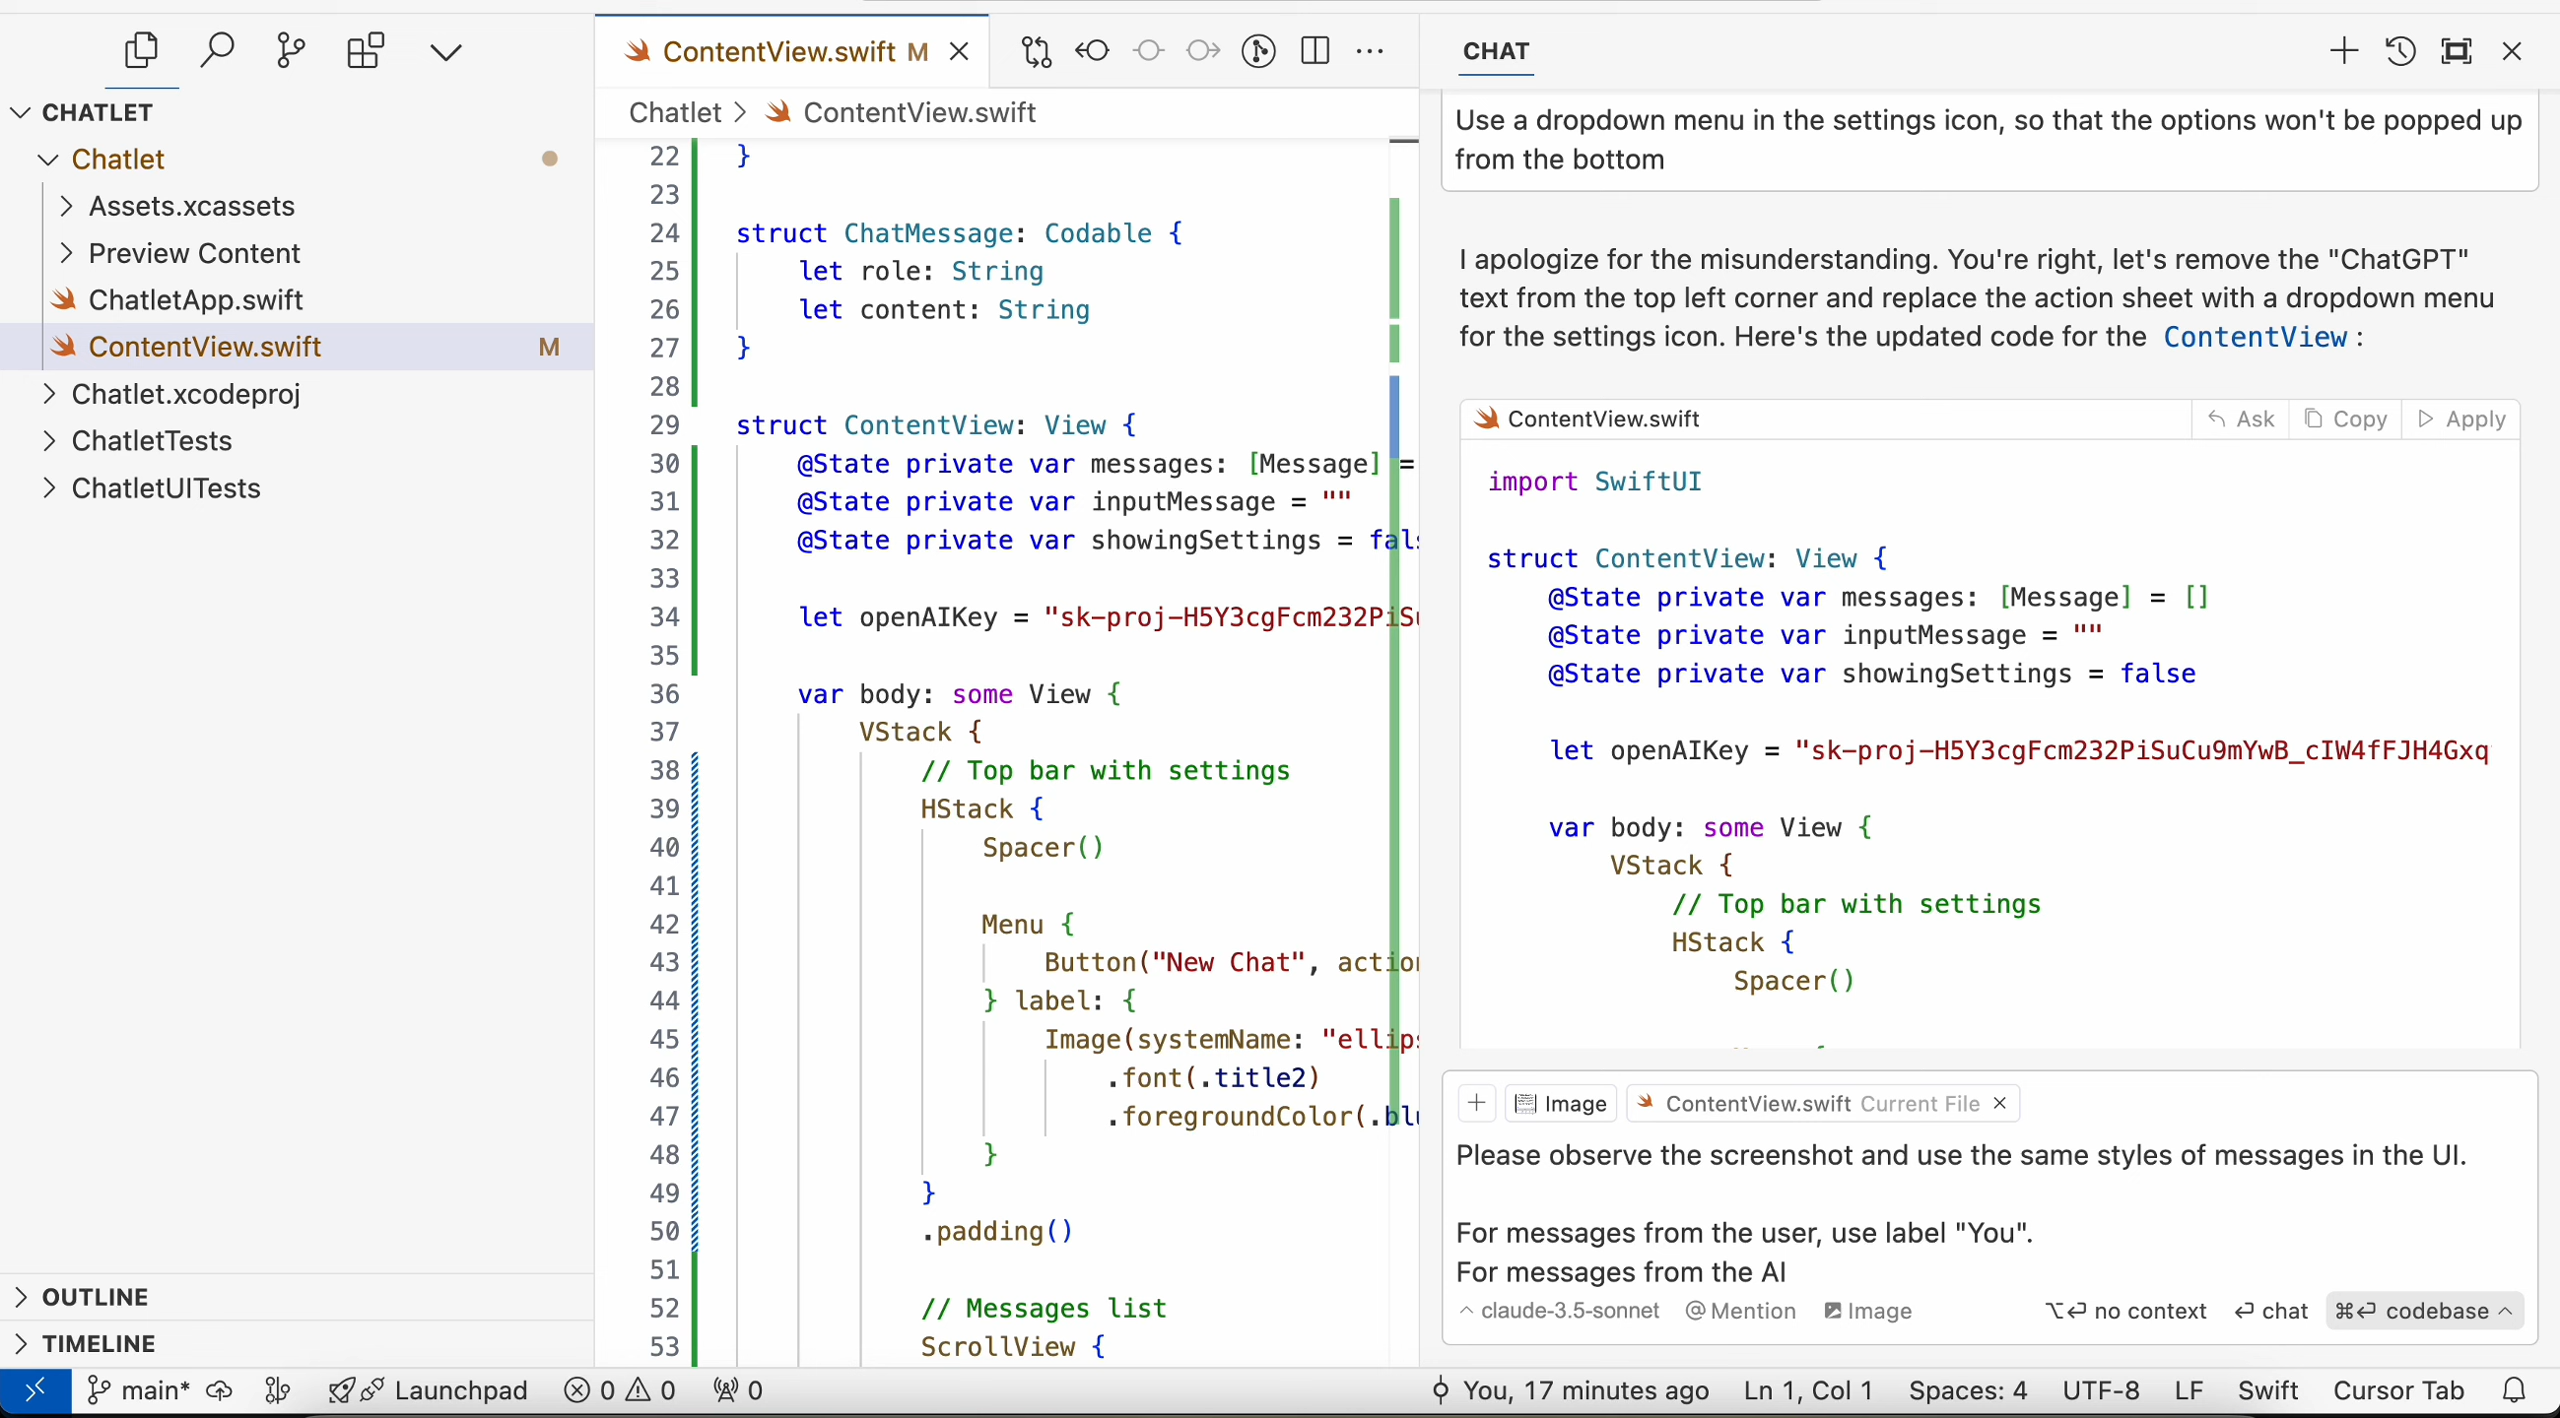 CHATLET
Chatlet
Assets.xcassets
Preview Content
ChatletApp.swift
ContentView.swift M
Chatlet.xcodeproj
ChatletTests
ChatletUITests
OUTLINE
TIMELINE
ContentView.swift M
Chatlet > ContentView.swift
22 }
23
24 struct ChatMessage: Codable {
25 let role: String
26 let content: String
27 }
28
29 struct ContentView: View {
30 @State private var messages: [Message] =
31 @State private var inputMessage = ""
32 @State private var showingSettings = fals
33
34 let openAIKey = "sk-proj-H5Y3cgFcm232PiSu
35
36 var body: some View {
37 VStack {
38 // Top bar with settings
39 HStack {
40 Spacer()
41
42 Menu {
43 Button("New Chat", action
44 } label: {
45 Image(systemName: "ellips
46 .font(.title2)
47 .foregroundColor(.blu
48 }
49 }
50 .padding()
51
52 // Messages list
53 ScrollView {
CHAT
Use a dropdown menu in the settings icon, so that the options won't be popped up
from the bottom
I apologize for the misunderstanding. You're right, let's remove the "ChatGPT"
text from the top left corner and replace the action sheet with a dropdown menu
for the settings icon. Here's the updated code for the ContentView :
ContentView.swift Ask Copy Apply
import SwiftUI
struct ContentView: View {
@State private var messages: [Message] = []
@State private var inputMessage = ""
@State private var showingSettings = false
let openAIKey = "sk-proj-H5Y3cgFcm232PiSuCu9mYwB_cIW4fFJH4Gxq
var body: some View {
VStack {
// Top bar with settings
HStack {
Spacer()
Image ContentView.swift Current File
Please observe the screenshot and use the same styles of messages in the UI.
For messages from the user, use label "You".
For messages from the AI
claude-3.5-sonnet @ Mention Image no context chat codebase
main* Launchpad 0 0 0 You, 17 minutes ago Ln 1, Col 1 Spaces: 4 UTF-8 LF Swift Cursor Tab